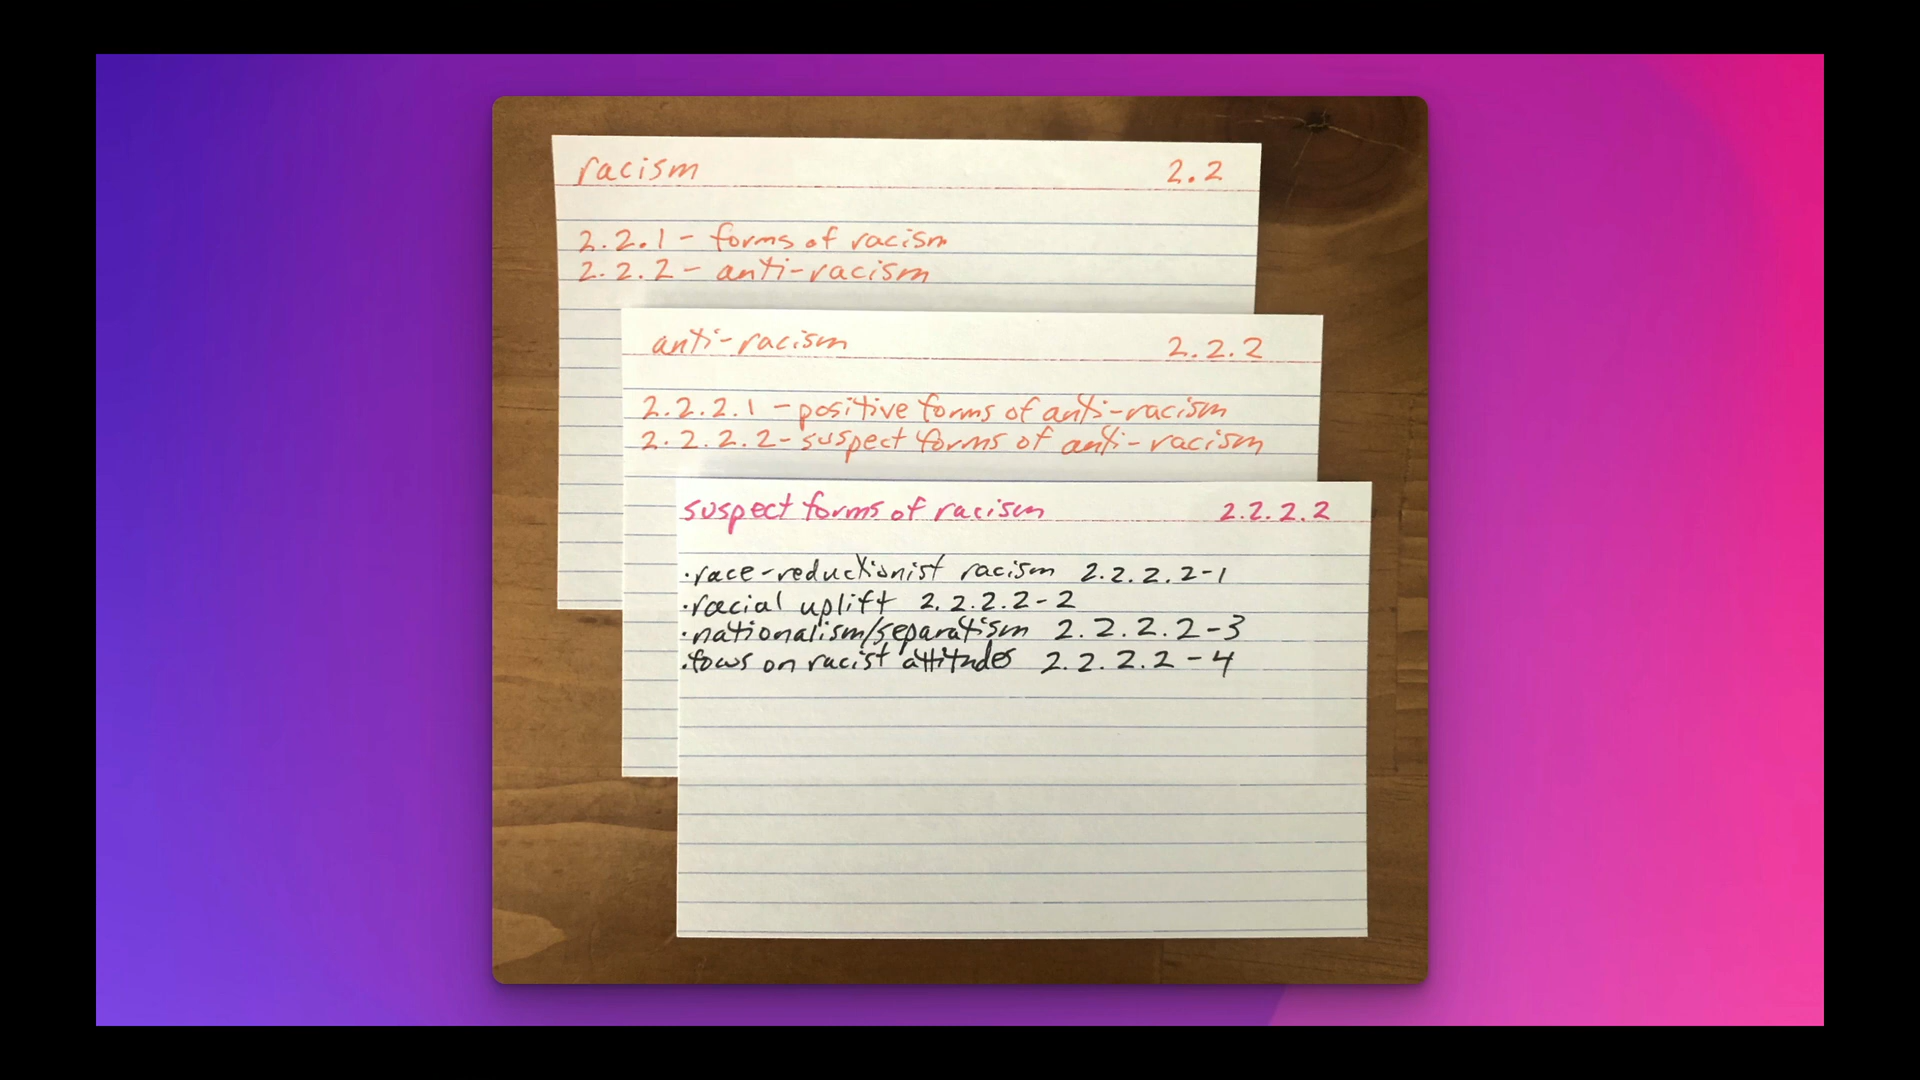 racism 2.2
2.2.1 - forms of racism
2.2.2 - anti-racism
anti-racism 2.2.2
2.2.2.1 - positive forms of anti-racism
2.2.2.2 - suspect forms of anti-racism
suspect forms of racism 2.2.2.2
·race-reductionist racism 2.2.2.2-1
·racial uplift 2.2.2.2-2
·nationalism/separatism 2.2.2.2-3
·focus on racist attitudes 2.2.2.2-4